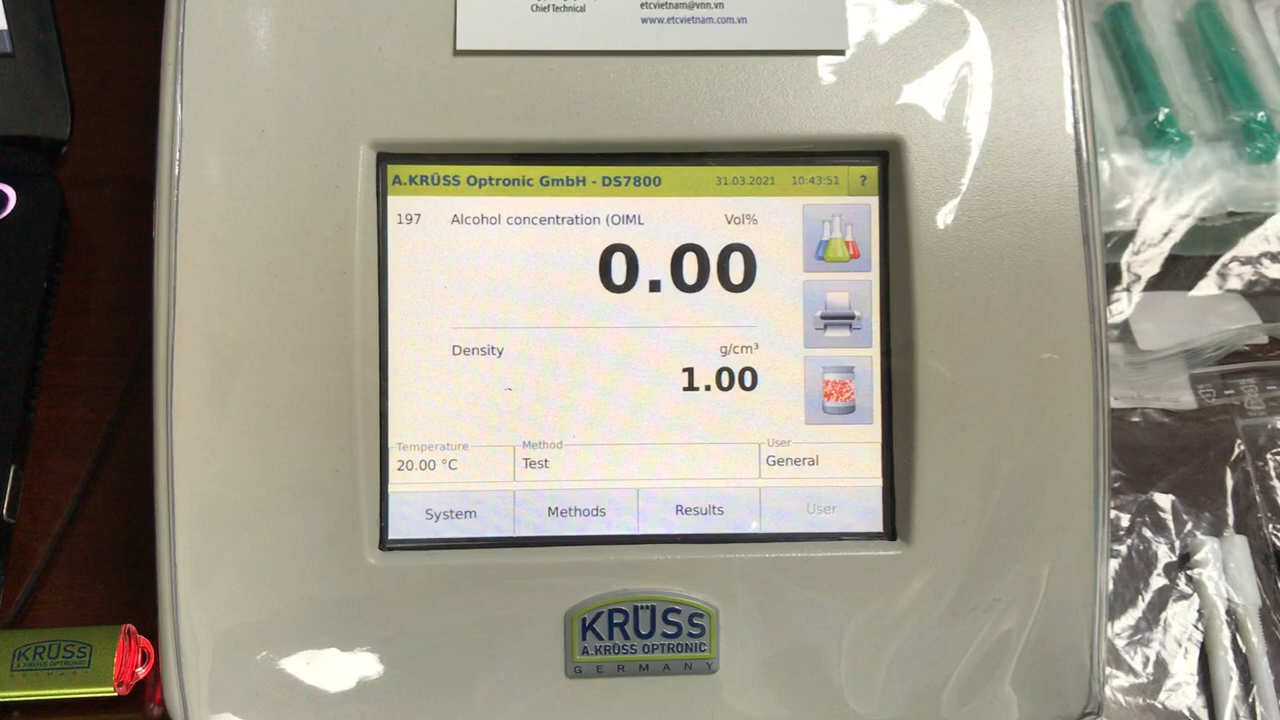 Chief Technical
etcvietnam@vnn.vn
www.etcvietnam.com.vn
A.KRÜSS Optronic GmbH - DS7800 31.03.2021 10:43:51 ?
197 Alcohol concentration (OIML Vol%
0.00
Density g/cm³
1.00
Temperature Method User
20.00 °C Test General
System Methods Results User
KRÜSS
A.KRÜSS OPTRONIC
GERMANY
KRÜSS
A.KRÜSS OPTRONIC
GERMANY